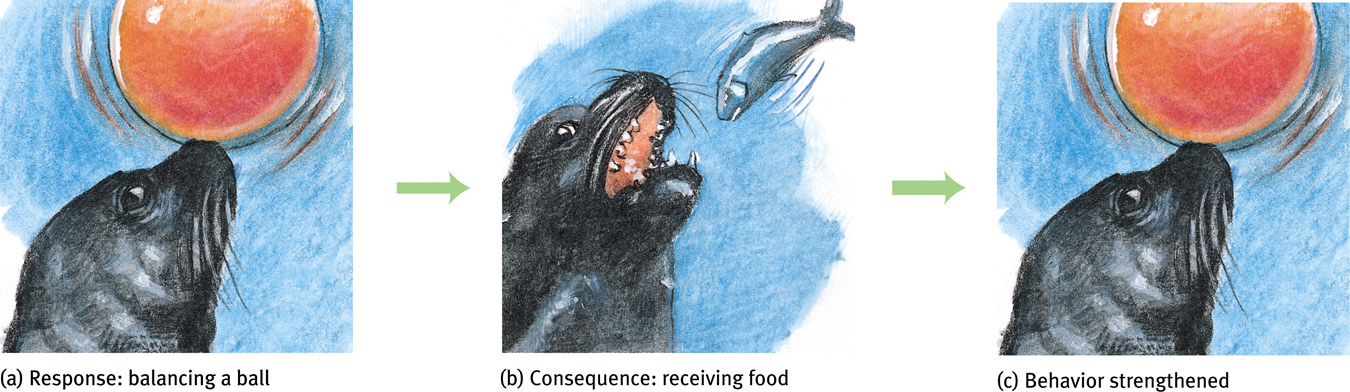 (a) Response: balancing a ball
(b) Consequence: receiving food
(c) Behavior strengthened